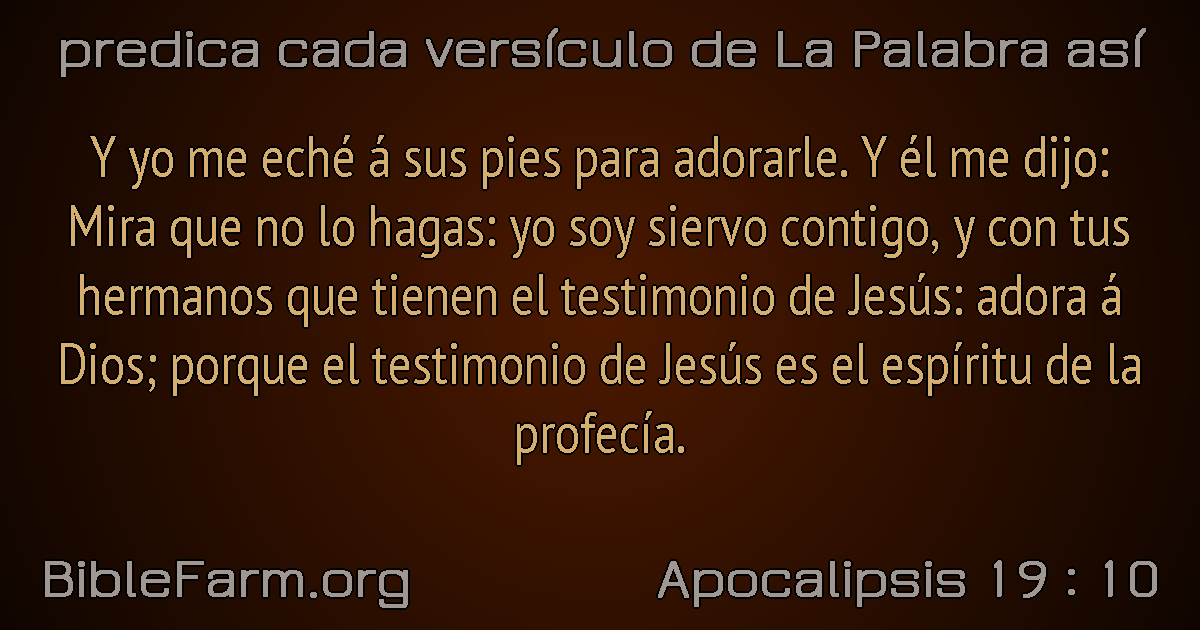 predica cada versículo de La Palabra así
Y yo me eché á sus pies para adorarle. Y él me dijo:
Mira que no lo hagas: yo soy siervo contigo, y con tus
hermanos que tienen el testimonio de Jesús: adora á
Dios; porque el testimonio de Jesús es el espíritu de la
profecía.
BibleFarm.org
Apocalipsis 19 : 10